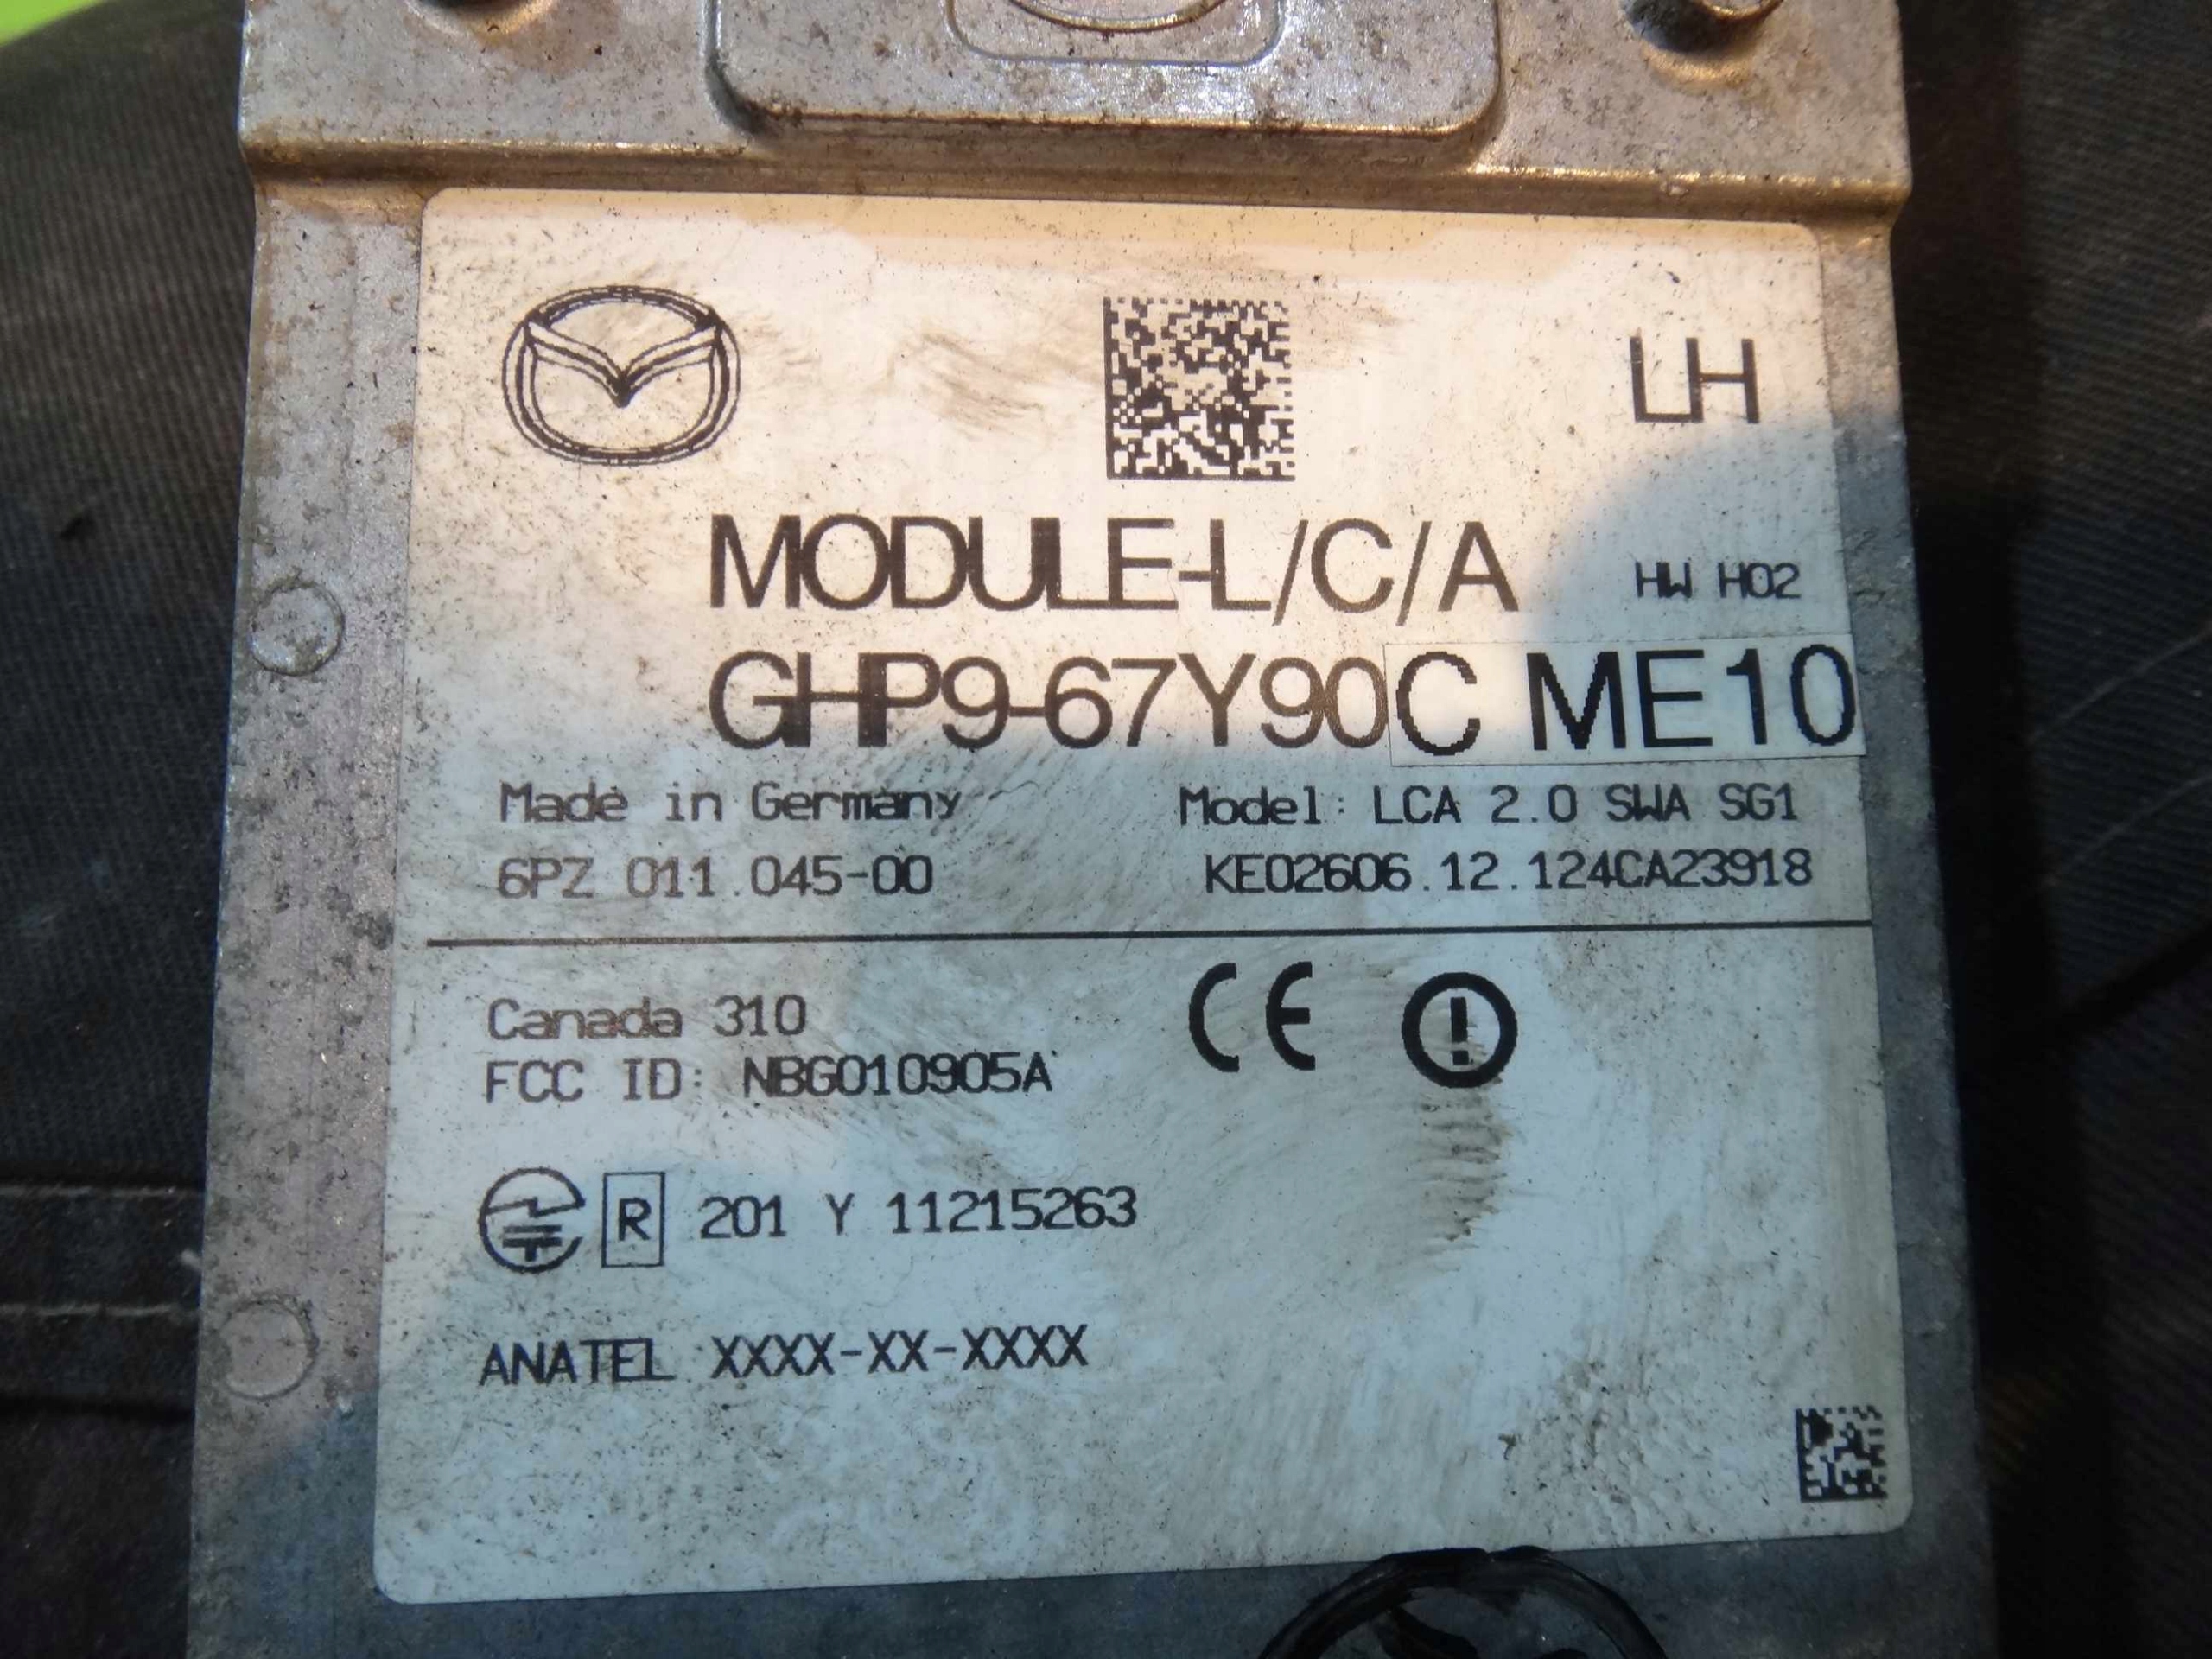 LH
MODULE-L/C/A HW H02
GHP9-67Y90C ME10
Made in Germany Model: LCA 2.0 SWA SG1
6PZ 011.045-00 KE02606.12.124CA23918
Canada 310 CE
FCC ID: NBG010905A
R 201 Y 11215263
ANATEL XXXX-XX-XXXX